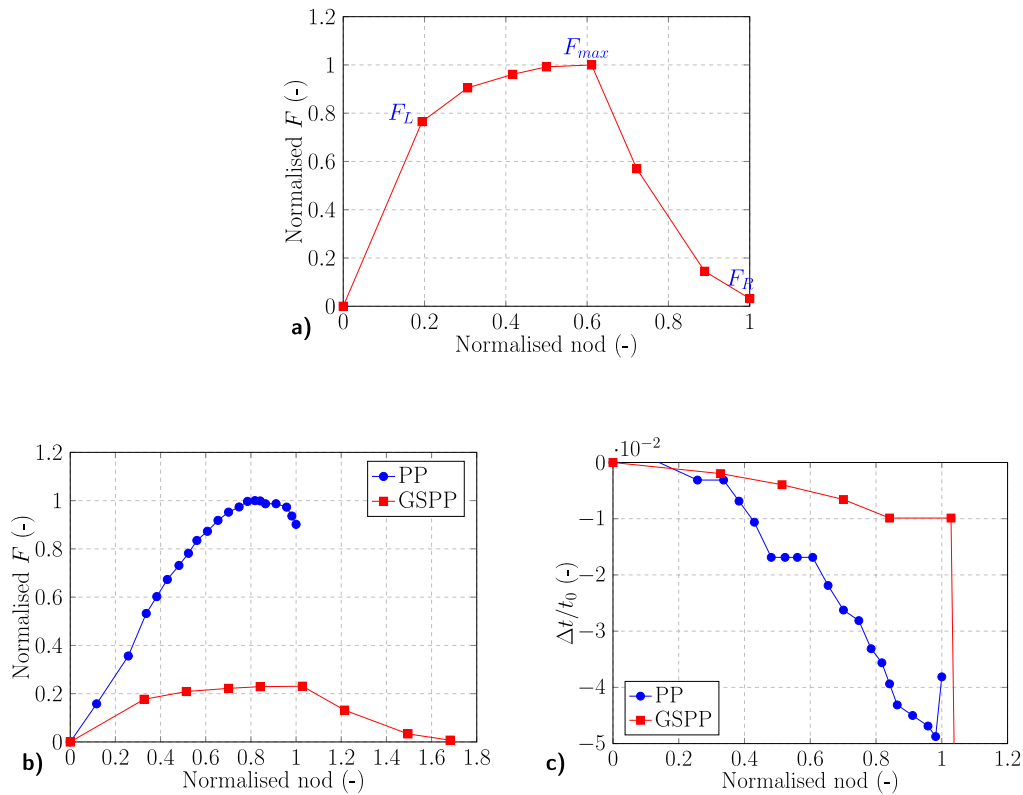 1.2
1
0.8
0.6
0.4
0.2
0
Normalised F (-)
F_L
F_max
F_R
0 0.2 0.4 0.6 0.8 1
Normalised nod (-)
a)
1.2
1
0.8
0.6
0.4
0.2
0
Normalised F (-)
PP
GSPP
0 0.2 0.4 0.6 0.8 1 1.2 1.4 1.6 1.8
Normalised nod (-)
b)
·10⁻²
0
−1
−2
−3
−4
−5
Δt/t₀ (-)
PP
GSPP
0 0.2 0.4 0.6 0.8 1 1.2
Normalised nod (-)
c)